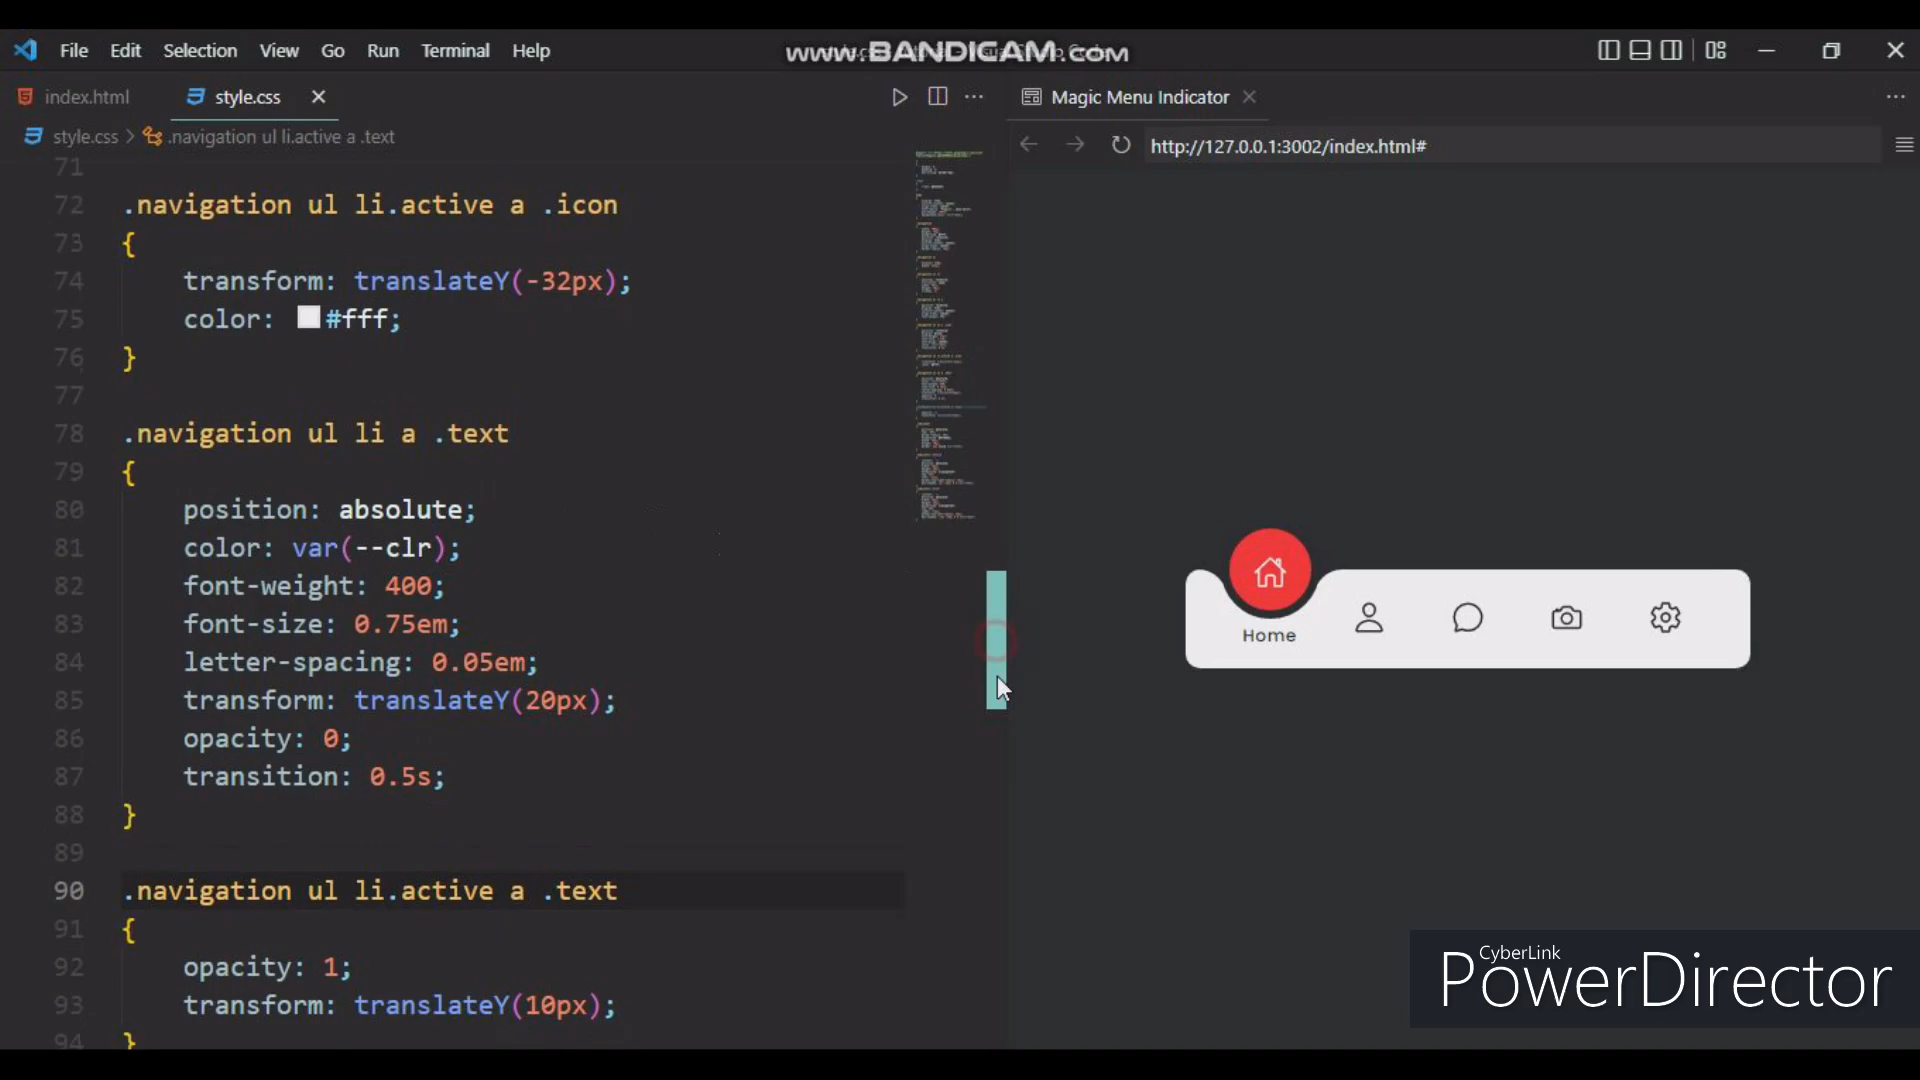 File Edit Selection View Go Run Terminal Help
www.BANDICAM.com
index.html
style.css
Magic Menu Indicator
style.css > .navigation ul li.active a .text
http://127.0.0.1:3002/index.html#
71
72 .navigation ul li.active a .icon
73 {
74 transform: translateY(-32px);
75 color: #fff;
76 }
77
78 .navigation ul li a .text
79 {
80 position: absolute;
81 color: var(--clr);
82 font-weight: 400;
83 font-size: 0.75em;
84 letter-spacing: 0.05em;
85 transform: translateY(20px);
86 opacity: 0;
87 transition: 0.5s;
88 }
89
90 .navigation ul li.active a .text
91 {
92 opacity: 1;
93 transform: translateY(10px);
94 }
Home
CyberLink
PowerDirector